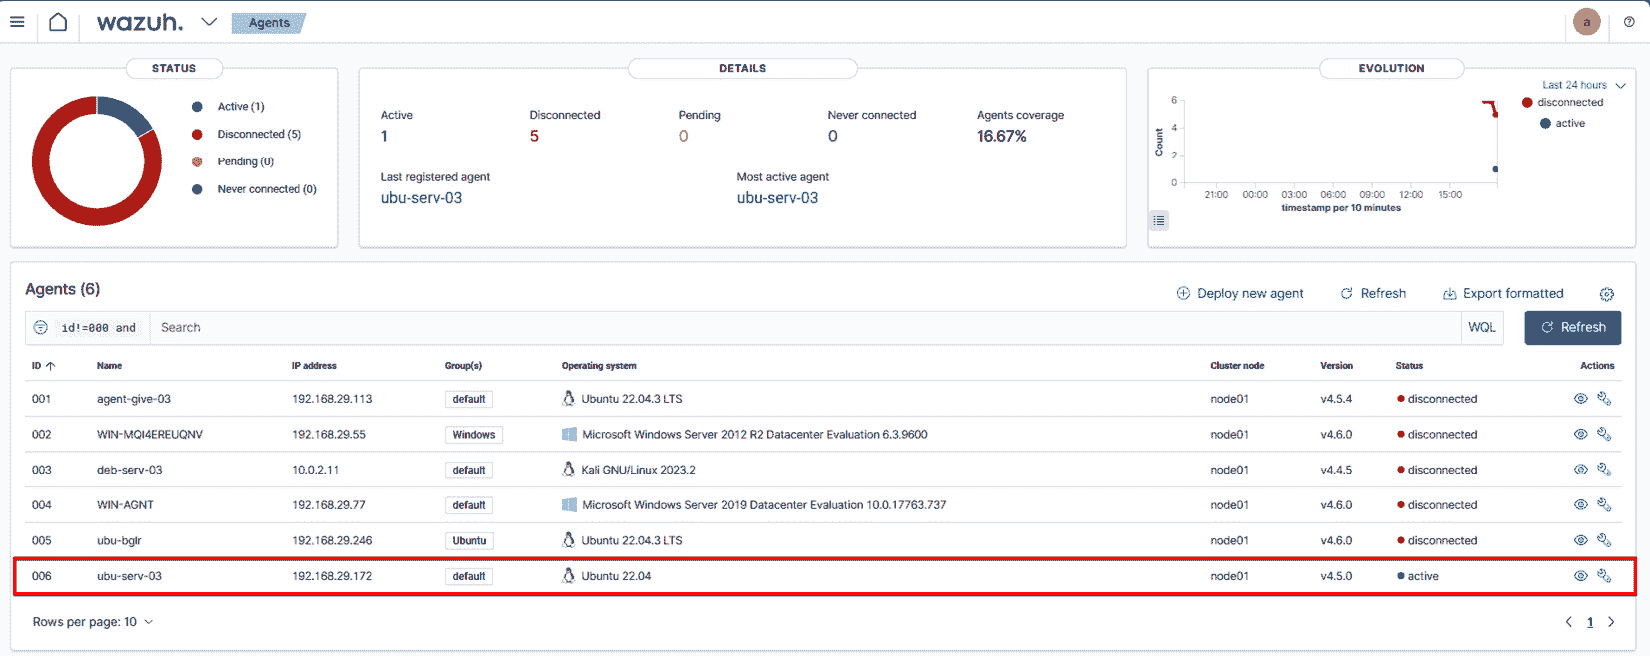 wazuh. Agents a
STATUS
Active (1)
Disconnected (5)
Pending (0)
Never connected (0)
DETAILS
Active Disconnected Pending Never connected Agents coverage
1 5 0 0 16.67%
Last registered agent Most active agent
ubu-serv-03 ubu-serv-03
EVOLUTION
Last 24 hours
disconnected
active
Count
6
4
2
0
21:00 00:00 03:00 06:00 09:00 12:00 15:00
timestamp per 10 minutes
Agents (6)
Deploy new agent Refresh Export formatted
id!=000 and Search WQL Refresh
ID Name IP address Group(s) Operating system Cluster node Version Status Actions
001 agent-give-03 192.168.29.113 default Ubuntu 22.04.3 LTS node01 v4.5.4 disconnected
002 WIN-MQI4EREUQNV 192.168.29.55 Windows Microsoft Windows Server 2012 R2 Datacenter Evaluation 6.3.9600 node01 v4.6.0 disconnected
003 deb-serv-03 10.0.2.11 default Kali GNU/Linux 2023.2 node01 v4.4.5 disconnected
004 WIN-AGNT 192.168.29.77 default Microsoft Windows Server 2019 Datacenter Evaluation 10.0.17763.737 node01 v4.6.0 disconnected
005 ubu-bglr 192.168.29.246 Ubuntu Ubuntu 22.04.3 LTS node01 v4.6.0 disconnected
006 ubu-serv-03 192.168.29.172 default Ubuntu 22.04 node01 v4.5.0 active
Rows per page: 10 1